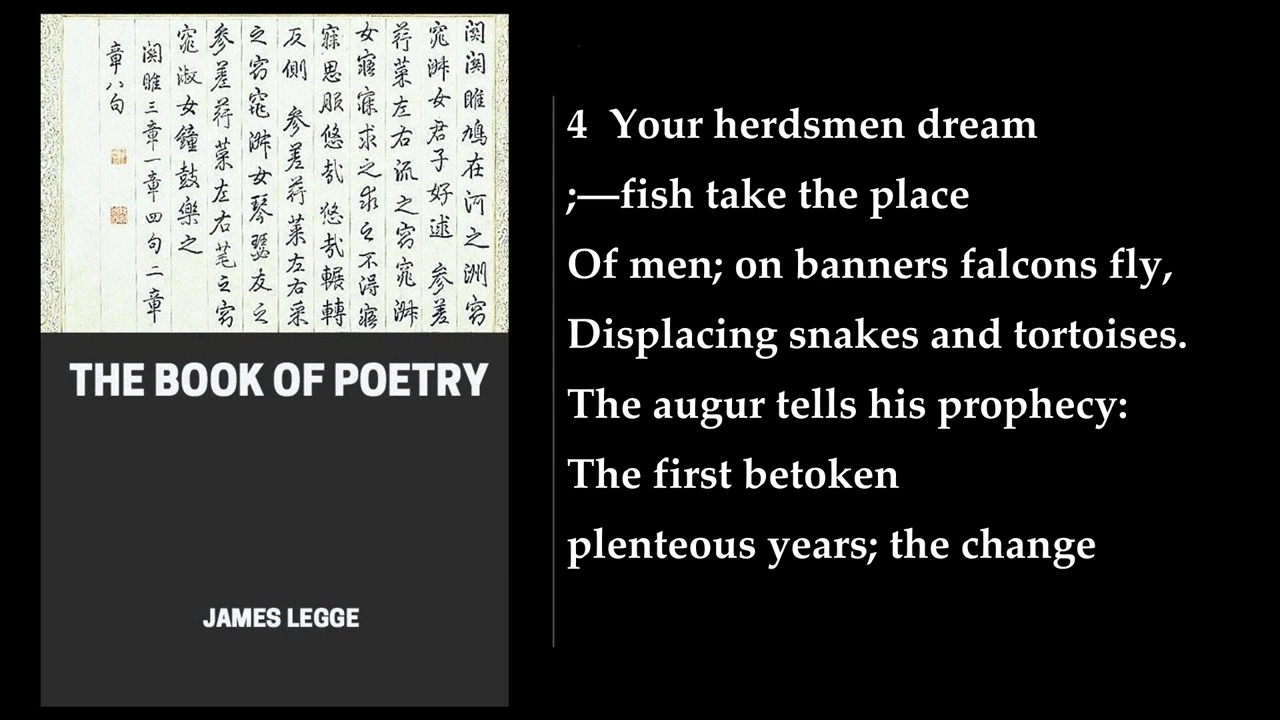 関関雎鳩在河之洲窈
窕淑女君子好逑 參差
荇菜左右流之窈窕淑
女寤寐求之求之不得寤
寐思服悠哉悠哉輾轉
反側 參差荇菜左右采
之窈窕淑女琴瑟友之
參差荇菜左右芼之窈
窕淑女鐘鼓樂之
関雎三章一章四句二章
章八句
THE BOOK OF POETRY
JAMES LEGGE
4 Your herdsmen dream
;—fish take the place
Of men; on banners falcons fly,
Displacing snakes and tortoises.
The augur tells his prophecy:
The first betoken
plenteous years; the change